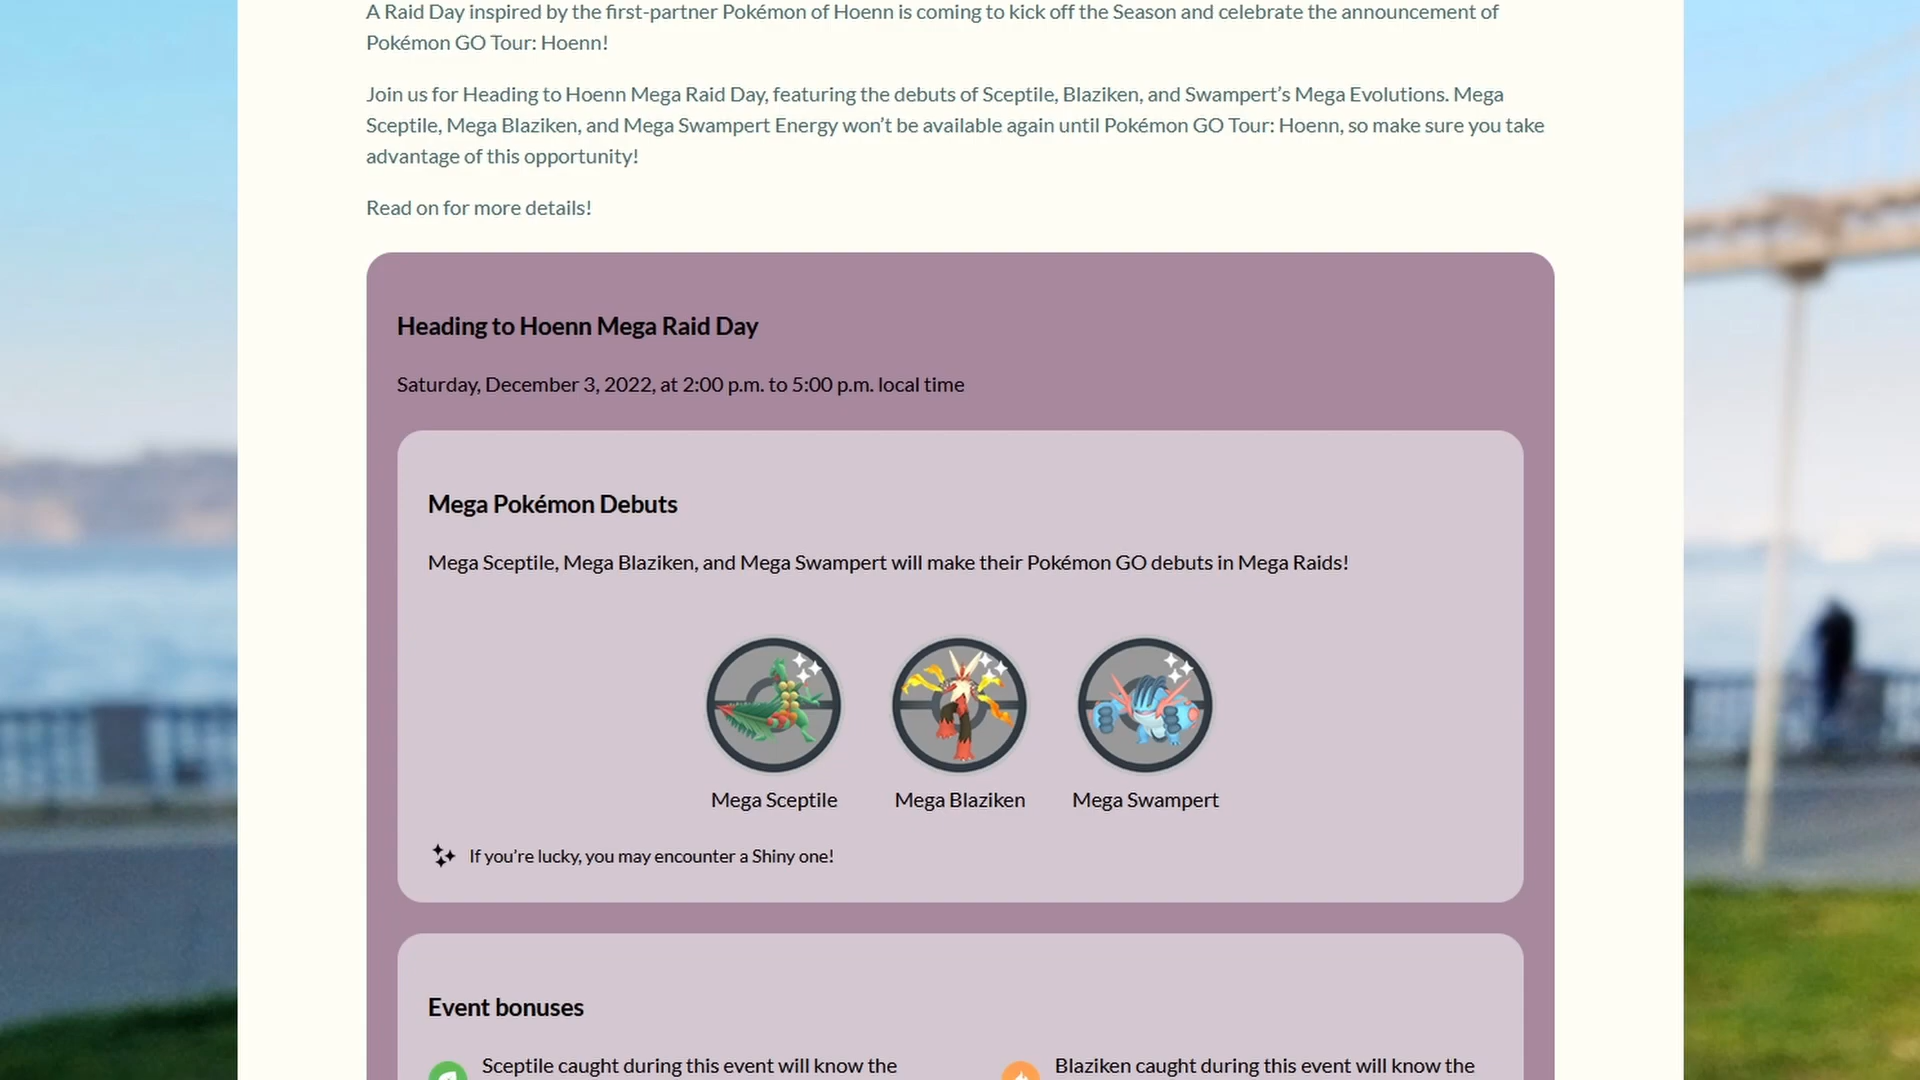 A Raid Day inspired by the first-partner Pokémon of Hoenn is coming to kick off the Season and celebrate the announcement of
Pokémon GO Tour: Hoenn!
Join us for Heading to Hoenn Mega Raid Day, featuring the debuts of Sceptile, Blaziken, and Swampert’s Mega Evolutions. Mega
Sceptile, Mega Blaziken, and Mega Swampert Energy won’t be available again until Pokémon GO Tour: Hoenn, so make sure you take
advantage of this opportunity!
Read on for more details!
Heading to Hoenn Mega Raid Day
Saturday, December 3, 2022, at 2:00 p.m. to 5:00 p.m. local time
Mega Pokémon Debuts
Mega Sceptile, Mega Blaziken, and Mega Swampert will make their Pokémon GO debuts in Mega Raids!
Mega Sceptile
Mega Blaziken
Mega Swampert
If you’re lucky, you may encounter a Shiny one!
Event bonuses
Sceptile caught during this event will know the
Blaziken caught during this event will know the